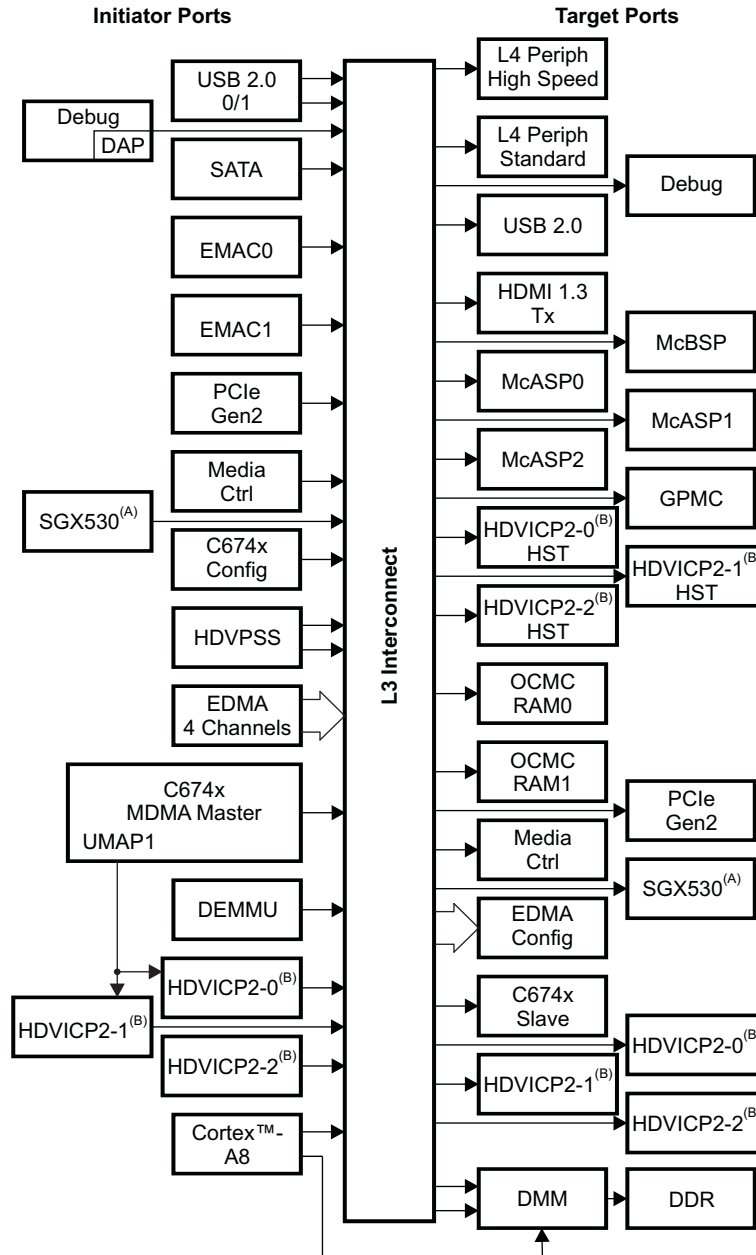 Initiator Ports
Target Ports
USB 2.0
0/1
Debug
DAP
SATA
EMAC0
EMAC1
PCIe
Gen2
Media
Ctrl
SGX530(A)
C674x
Config
HDVPSS
EDMA
4 Channels
C674x
MDMA Master
UMAP1
DEMMU
HDVICP2-0(B)
HDVICP2-1(B)
HDVICP2-2(B)
Cortex™-
A8
L3 Interconnect
L4 Periph
High Speed
L4 Periph
Standard
Debug
USB 2.0
HDMI 1.3
Tx
McBSP
McASP0
McASP1
McASP2
GPMC
HDVICP2-0(B)
HST
HDVICP2-1(B
HST
HDVICP2-2(B)
HST
OCMC
RAM0
OCMC
RAM1
PCIe
Gen2
Media
Ctrl
SGX530(A)
EDMA
Config
C674x
Slave
HDVICP2-0(B
HDVICP2-1(B)
HDVICP2-2(B
DMM
DDR